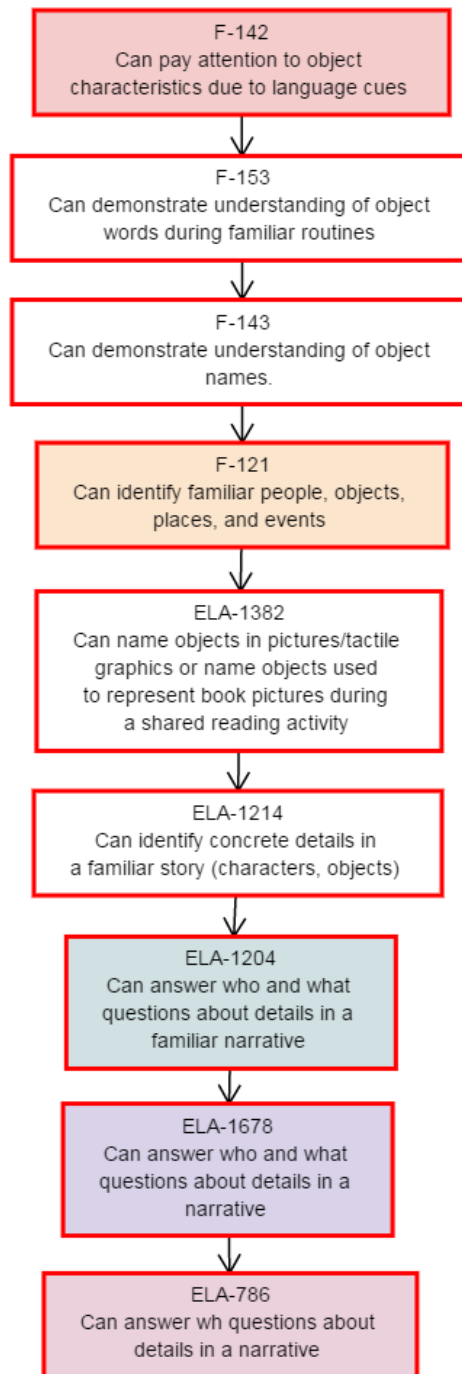 F-142
Can pay attention to object
characteristics due to language cues
F-153
Can demonstrate understanding of object
words during familiar routines
F-143
Can demonstrate understanding of object
names.
F-121
Can identify familiar people, objects,
places, and events
ELA-1382
Can name objects in pictures/tactile
graphics or name objects used
to represent book pictures during
a shared reading activity
ELA-1214
Can identify concrete details in
a familiar story (characters, objects)
ELA-1204
Can answer who and what
questions about details in a
familiar narrative
ELA-1678
Can answer who and what
questions about details in a
narrative
ELA-786
Can answer wh questions about
details in a narrative